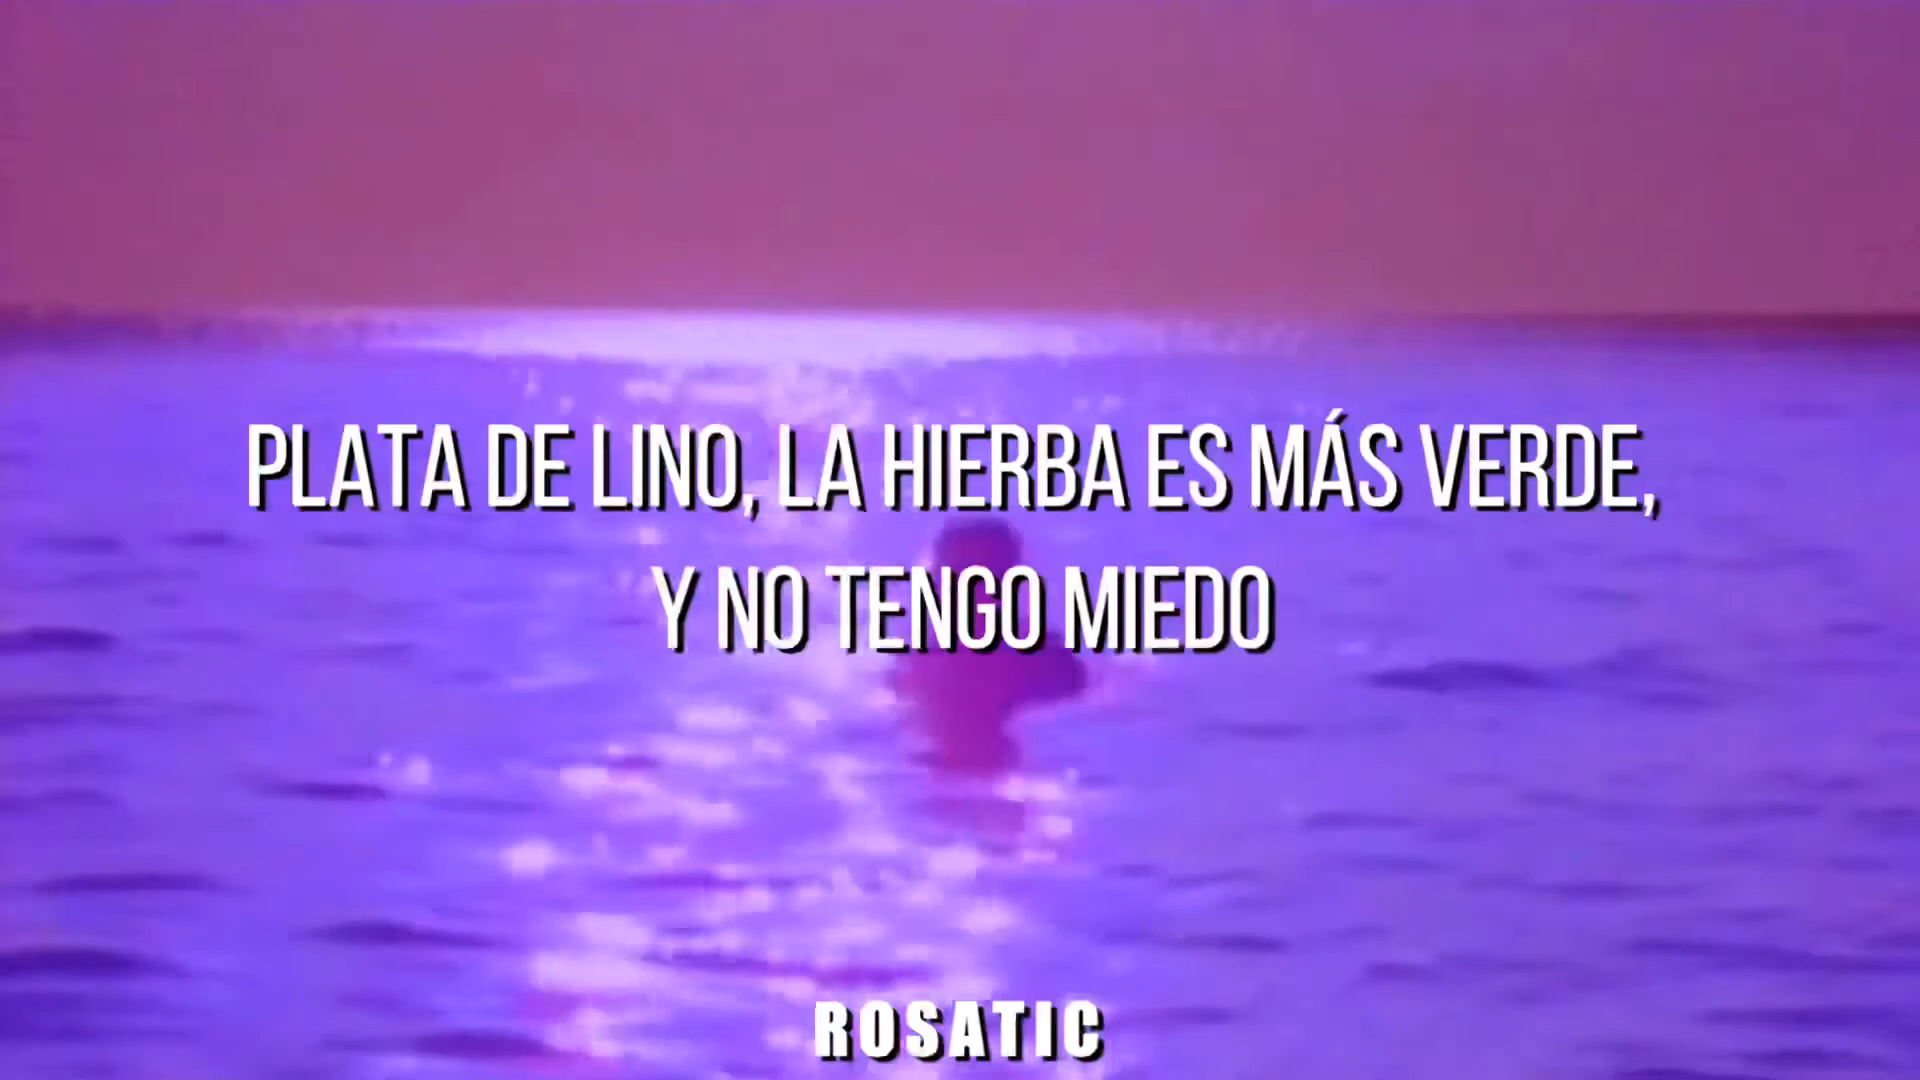 PLATA DE LINO, LA HIERBA ES MÁS VERDE,
Y NO TENGO MIEDO
ROSATIC